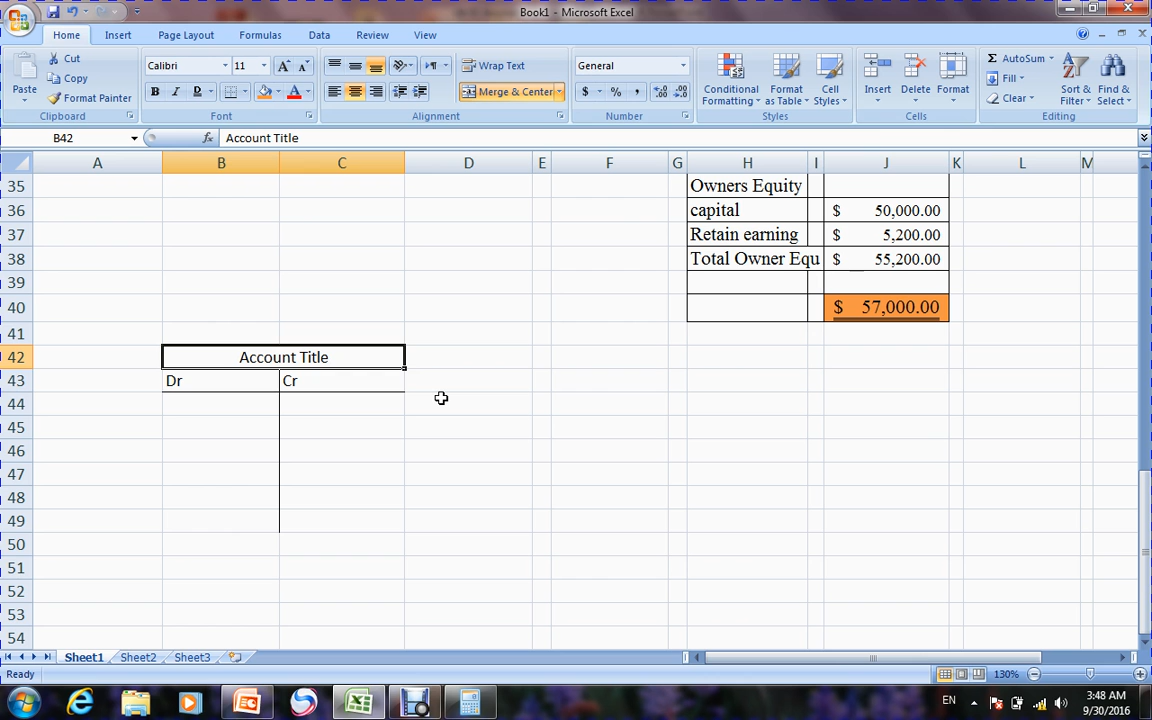 Book1 - Microsoft Excel
Home Insert Page Layout Formulas Data Review View
Paste
Cut
Copy
Format Painter
Clipboard
Calibri 11
B I D
Font
Wrap Text
Merge & Center
Alignment
General
$ % ,
Number
Conditional Formatting
Format as Table
Cell Styles
Styles
Insert Delete Format
Cells
AutoSum
Fill
Clear
Sort & Filter
Find & Select
Editing
B42 fx Account Title
A B C D E F G H I J K L M
35 Owners Equity
36 capital $ 50,000.00
37 Retain earning $ 5,200.00
38 Total Owner Equ $ 55,200.00
39
40 $ 57,000.00
41
42 Account Title
43 Dr Cr
44
45
46
47
48
49
50
51
52
53
54
Sheet1 Sheet2 Sheet3
Ready 130%
EN 3:48 AM
9/30/2016